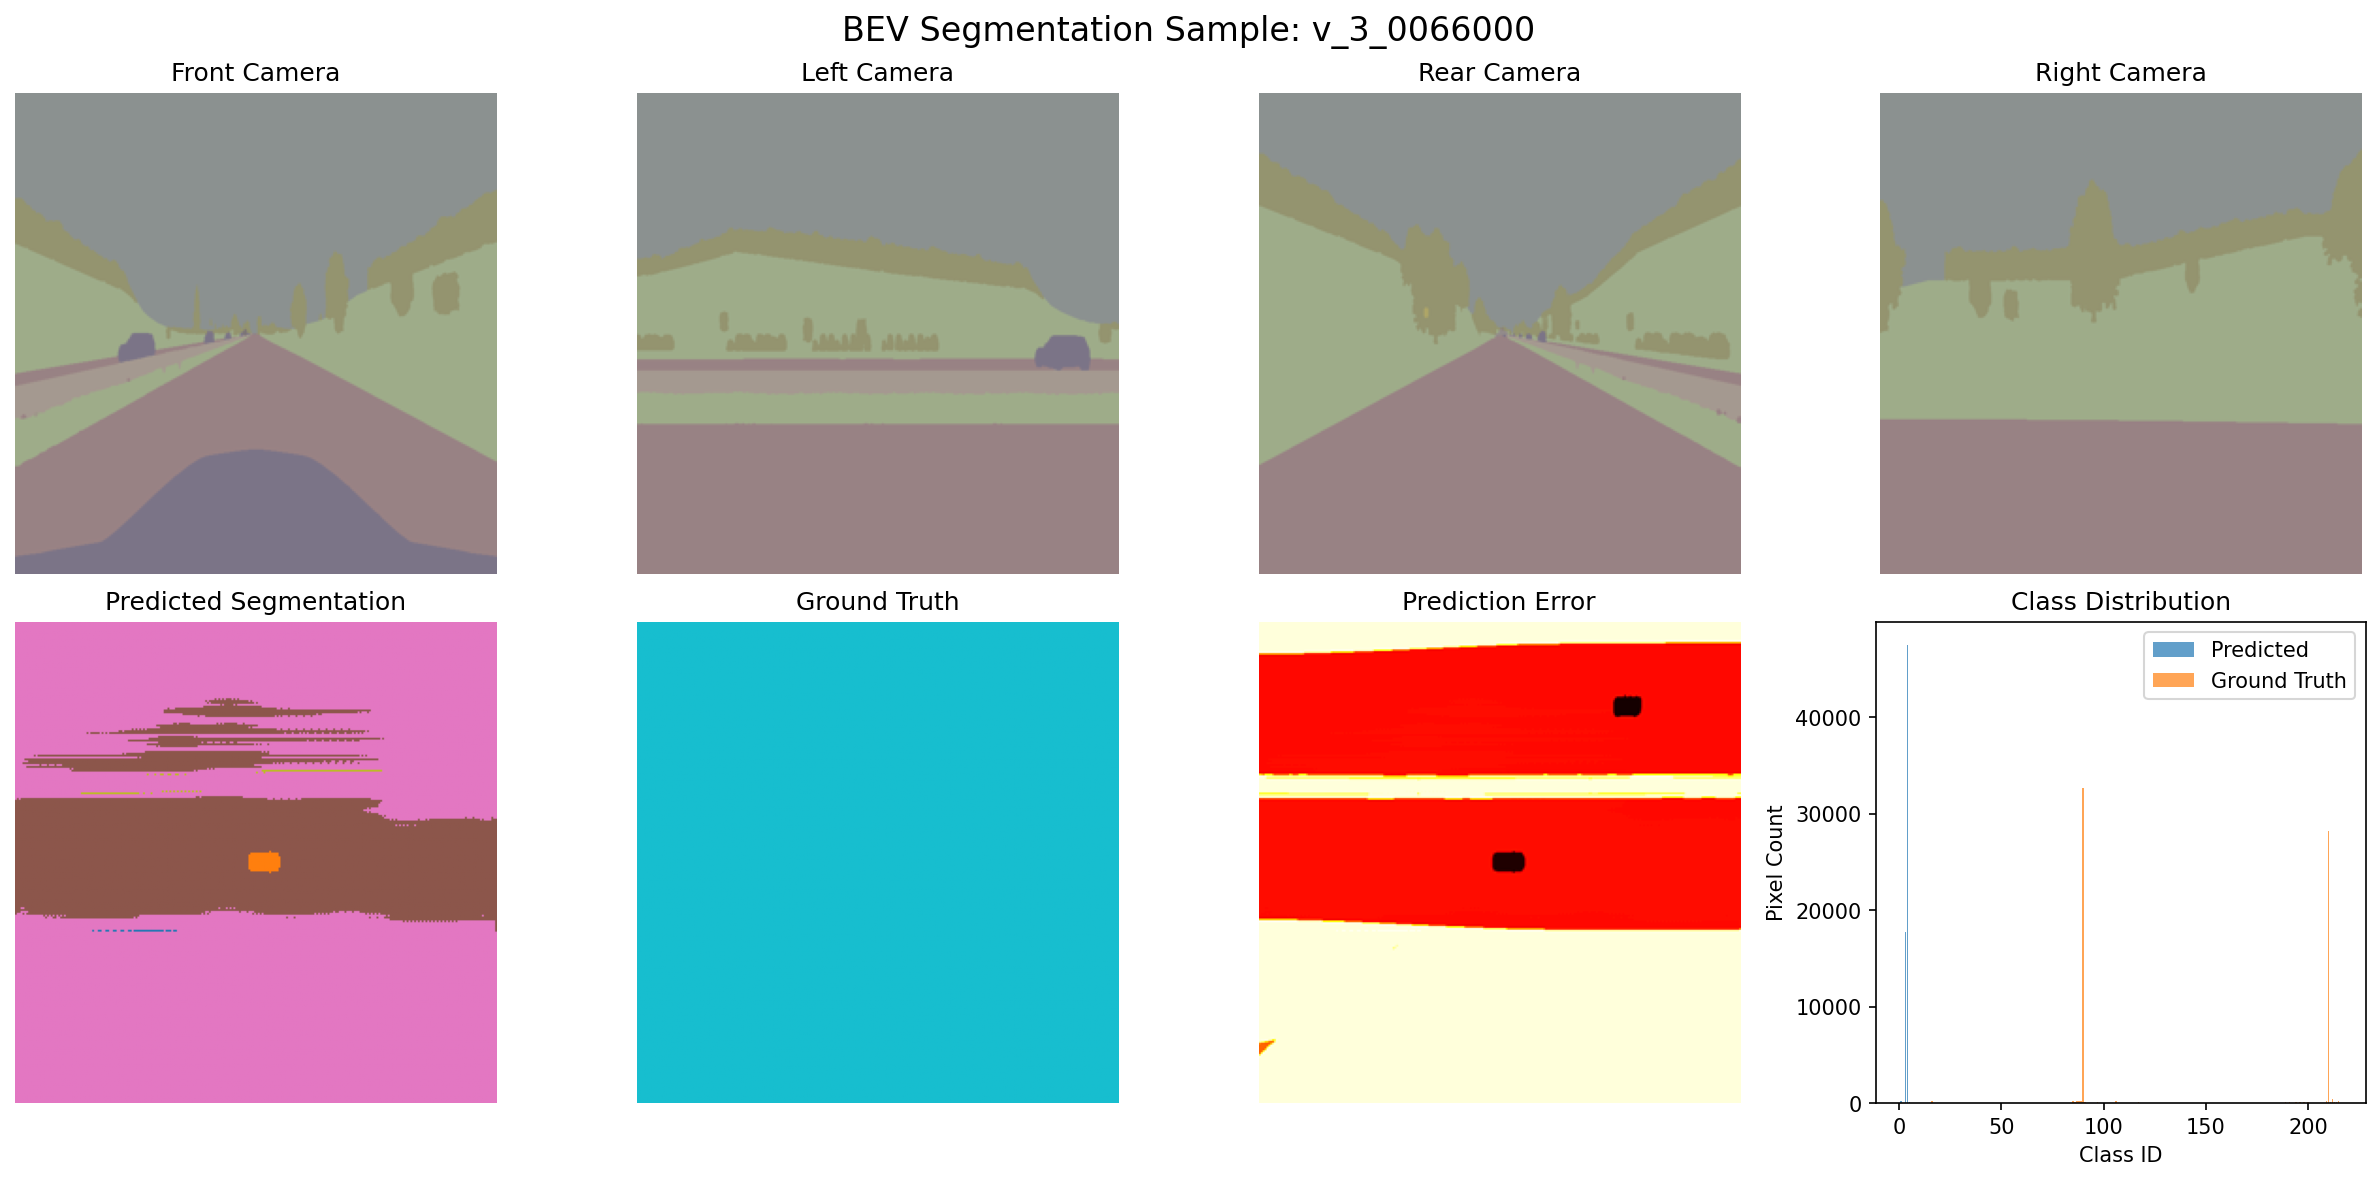 BEV Segmentation Sample: v_3_0066000
Front Camera
Left Camera
Rear Camera
Right Camera
Predicted Segmentation
Ground Truth
Prediction Error
Class Distribution
Predicted
Ground Truth
Pixel Count
40000
30000
20000
10000
0
0
50
100
150
200
Class ID